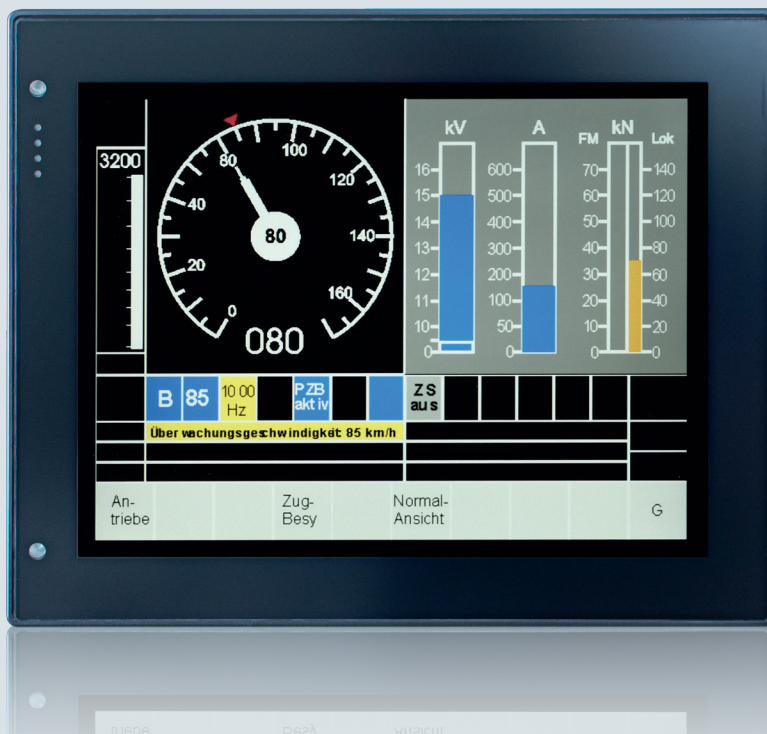 3200
0
20
40
80
100
120
140
160
80
080
kV
16
15
14
13
12
11
10
0
A
600
500
400
300
200
100
50
0
FM
kN
Lok
70
60
50
40
30
20
10
0
140
120
100
80
60
40
20
0
B
85
10 00
Hz
PZB
aktiv
ZS
aus
Überwachungsgeschwindigkeit 85 km/h
An-
triebe
Zug-
Besy
Normal-
Ansicht
G